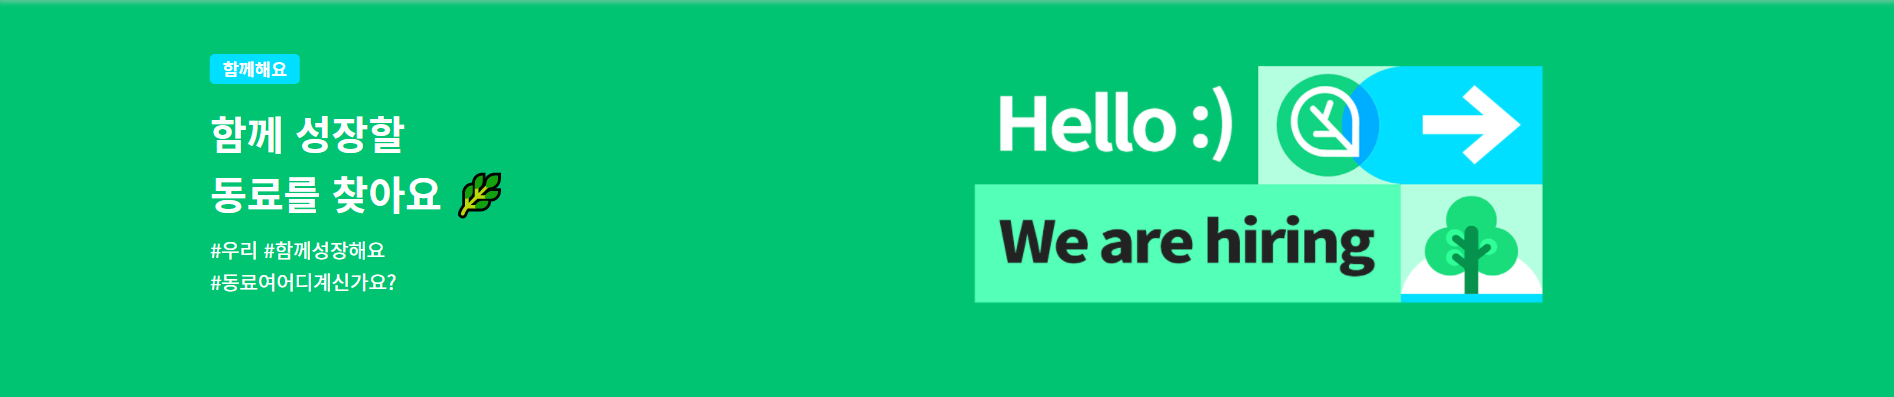 함께해요
함께 성장할
동료를 찾아요
#우리 #함께성장해요
#동료여어디계신가요?
Hello :)
We are hiring